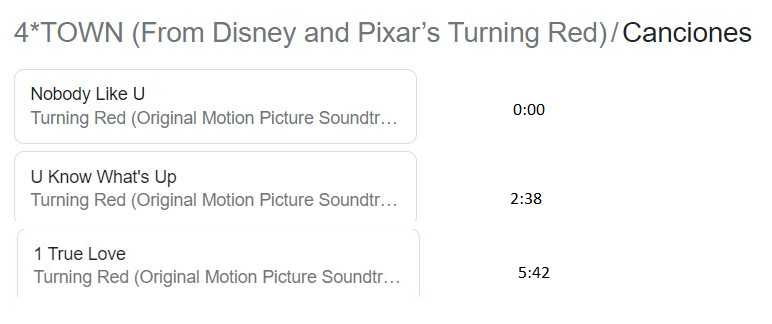 4*TOWN (From Disney and Pixar’s Turning Red)/Canciones
Nobody Like U
Turning Red (Original Motion Picture Soundtr...
0:00
U Know What's Up
Turning Red (Original Motion Picture Soundtr...
2:38
1 True Love
Turning Red (Original Motion Picture Soundtr...
5:42